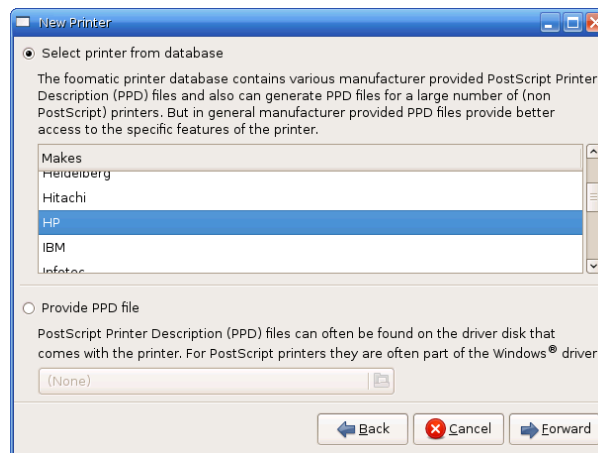 New Printer
Select printer from database
The foomatic printer database contains various manufacturer provided PostScript Printer
Description (PPD) files and also can generate PPD files for a large number of (non
PostScript) printers. But in general manufacturer provided PPD files provide better
access to the specific features of the printer.
Makes
Heidelberg
Hitachi
HP
IBM
Infotec
Provide PPD file
PostScript Printer Description (PPD) files can often be found on the driver disk that
comes with the printer. For PostScript printers they are often part of the Windows® driver
(None)
Back
Cancel
Forward